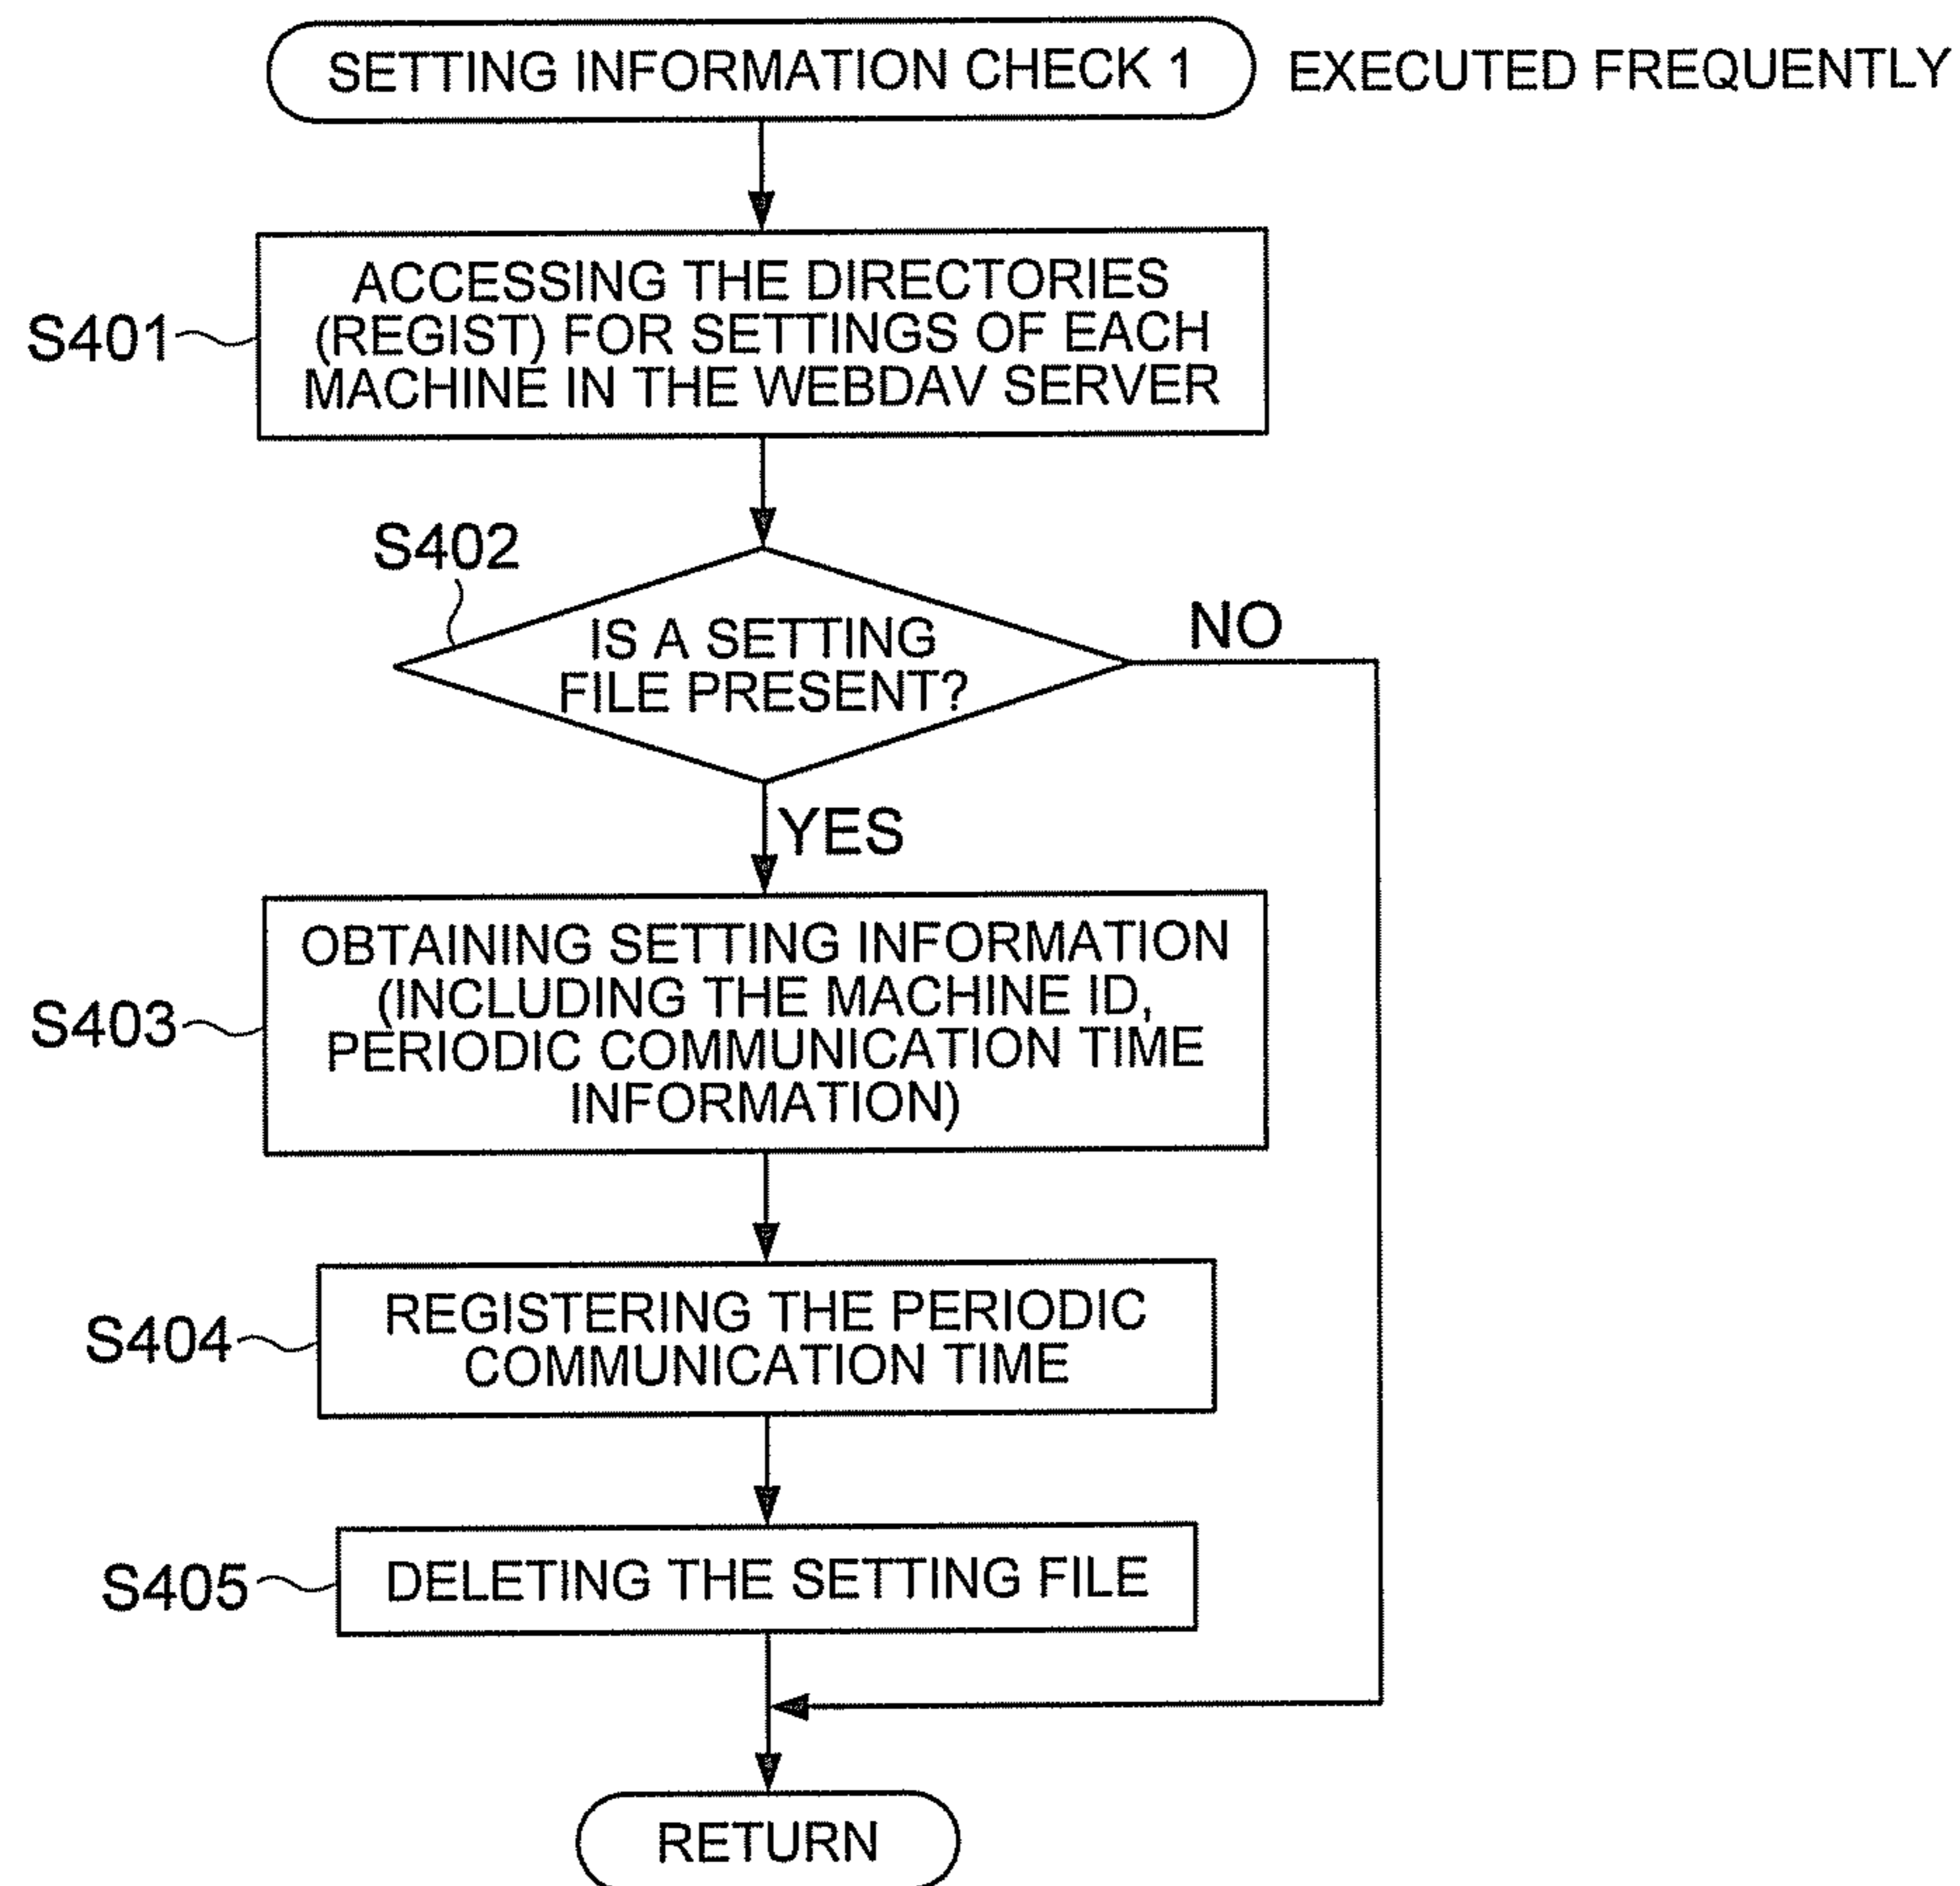 SETTING INFORMATION CHECK 1
EXECUTED FREQUENTLY
S401
ACCESSING THE DIRECTORIES
(REGIST) FOR SETTINGS OF EACH
MACHINE IN THE WEBDAV SERVER
S402
IS A SETTING
FILE PRESENT?
NO
YES
S403
OBTAINING SETTING INFORMATION
(INCLUDING THE MACHINE ID,
PERIODIC COMMUNICATION TIME
INFORMATION)
S404
REGISTERING THE PERIODIC
COMMUNICATION TIME
S405
DELETING THE SETTING FILE
RETURN